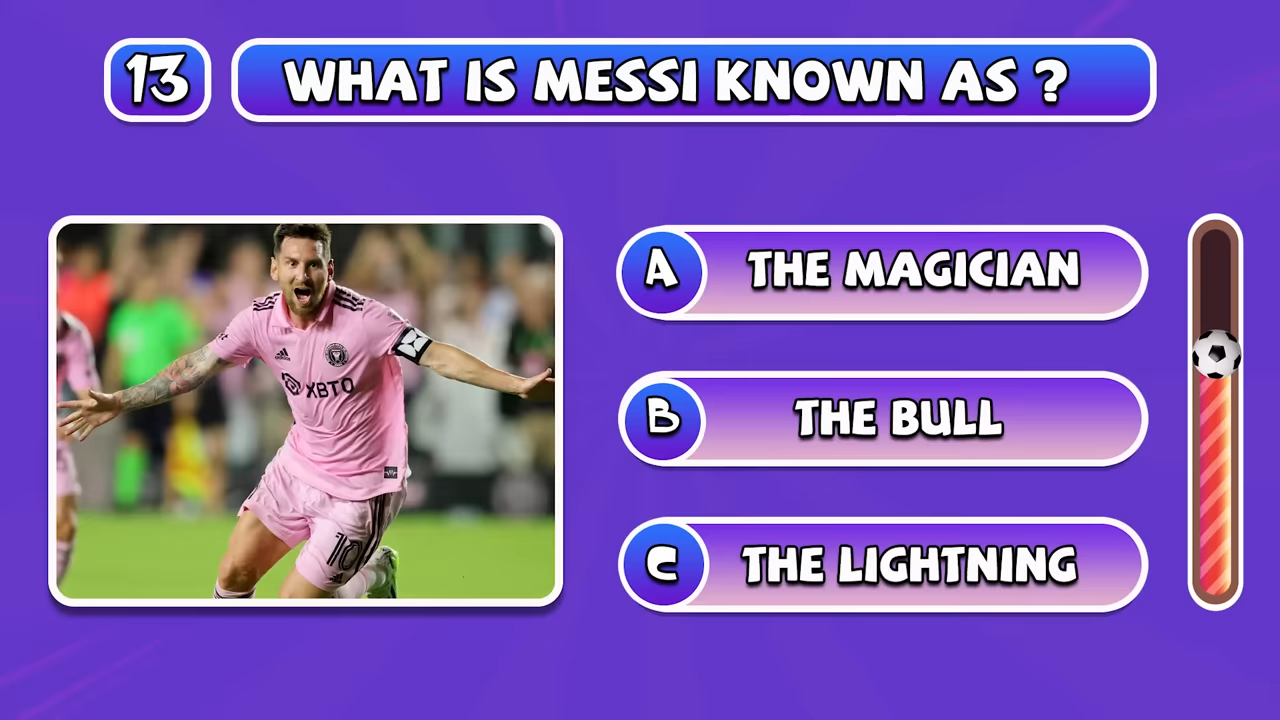 13
WHAT IS MESSI KNOWN AS ?
XBTO
10
A THE MAGICIAN
B THE BULL
C THE LIGHTNING